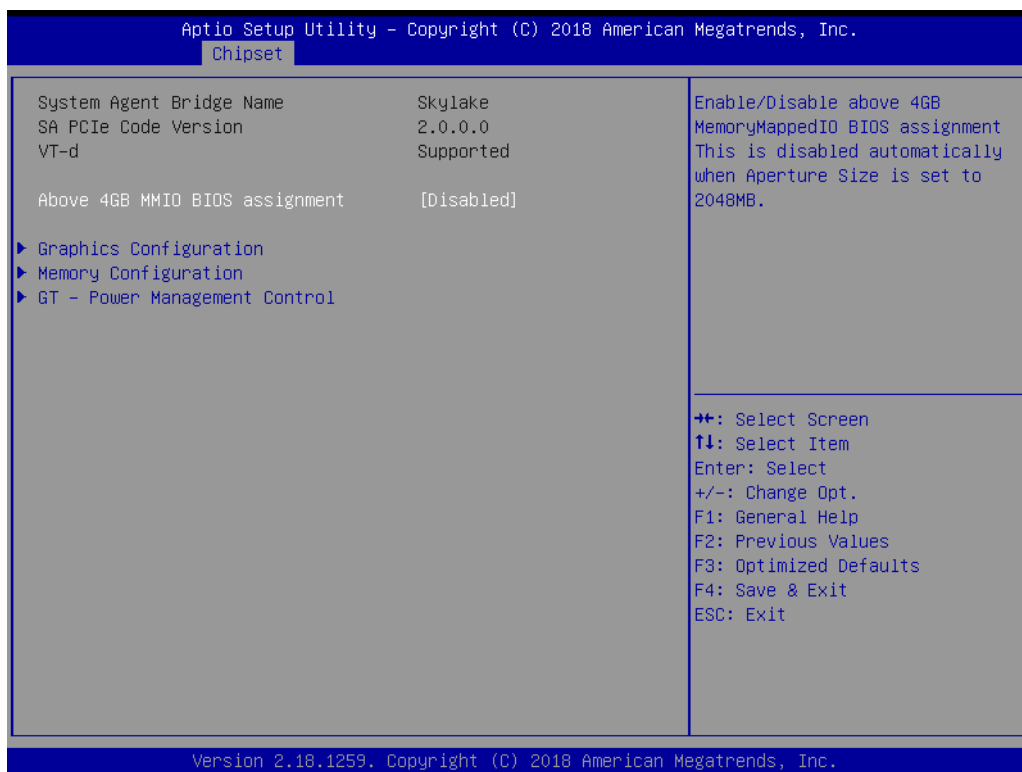 Aptio Setup Utility – Copyright (C) 2018 American Megatrends, Inc.
Chipset
System Agent Bridge Name Skylake
SA PCIe Code Version 2.0.0.0
VT-d Supported
Above 4GB MMIO BIOS assignment [Disabled]
▶ Graphics Configuration
▶ Memory Configuration
▶ GT – Power Management Control
Enable/Disable above 4GB
MemoryMappedIO BIOS assignment
This is disabled automatically
when Aperture Size is set to
2048MB.
→←: Select Screen
↑↓: Select Item
Enter: Select
+/-: Change Opt.
F1: General Help
F2: Previous Values
F3: Optimized Defaults
F4: Save & Exit
ESC: Exit
Version 2.18.1259. Copyright (C) 2018 American Megatrends, Inc.